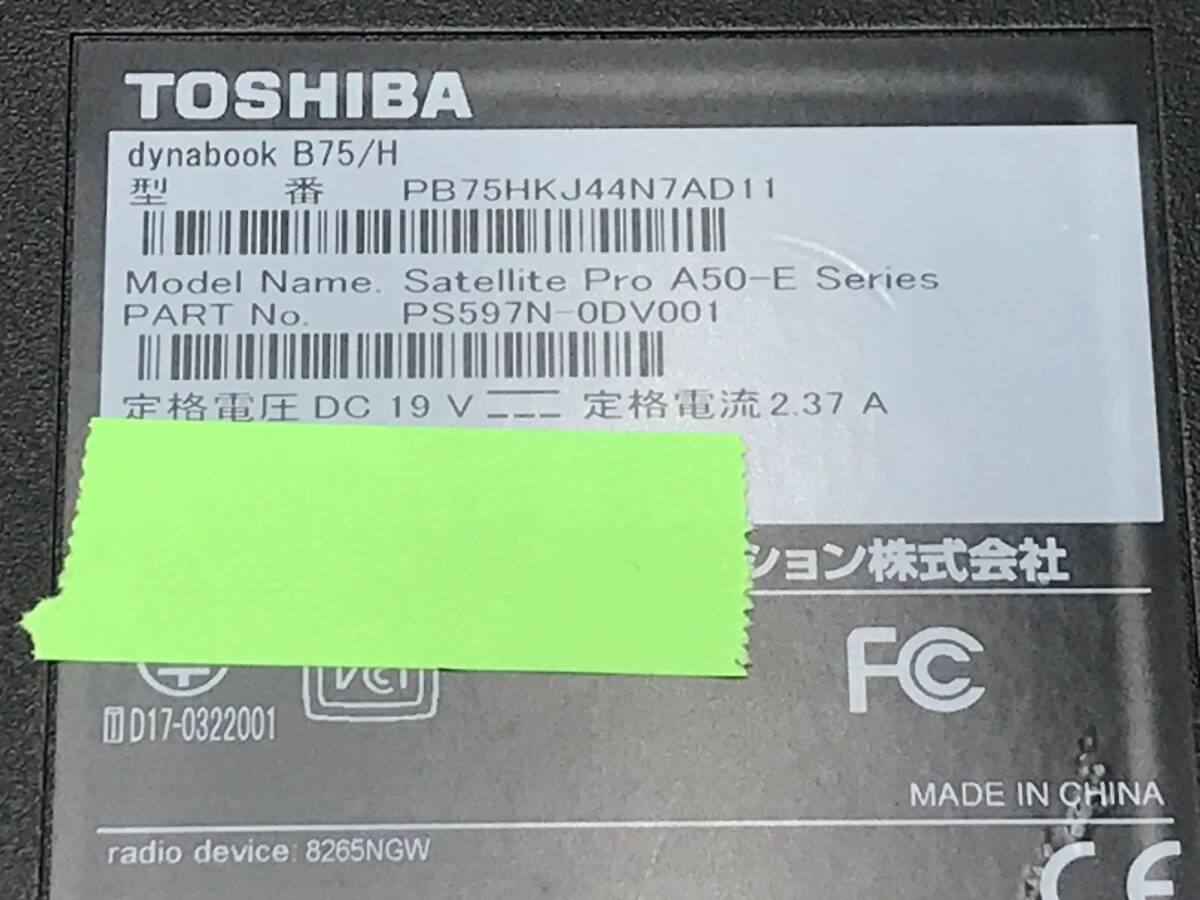 TOSHIBA
dynabook B75/H
型 番 PB75HKJ44N7AD11
Model Name. Satellite Pro A50-E Series
PART No. PS597N-0DV001
定格電圧 DC 19 V 定格電流 2.37 A
ション株式会社
FC
VCI
D17-0322001
MADE IN CHINA
radio device: 8265NGW
CE